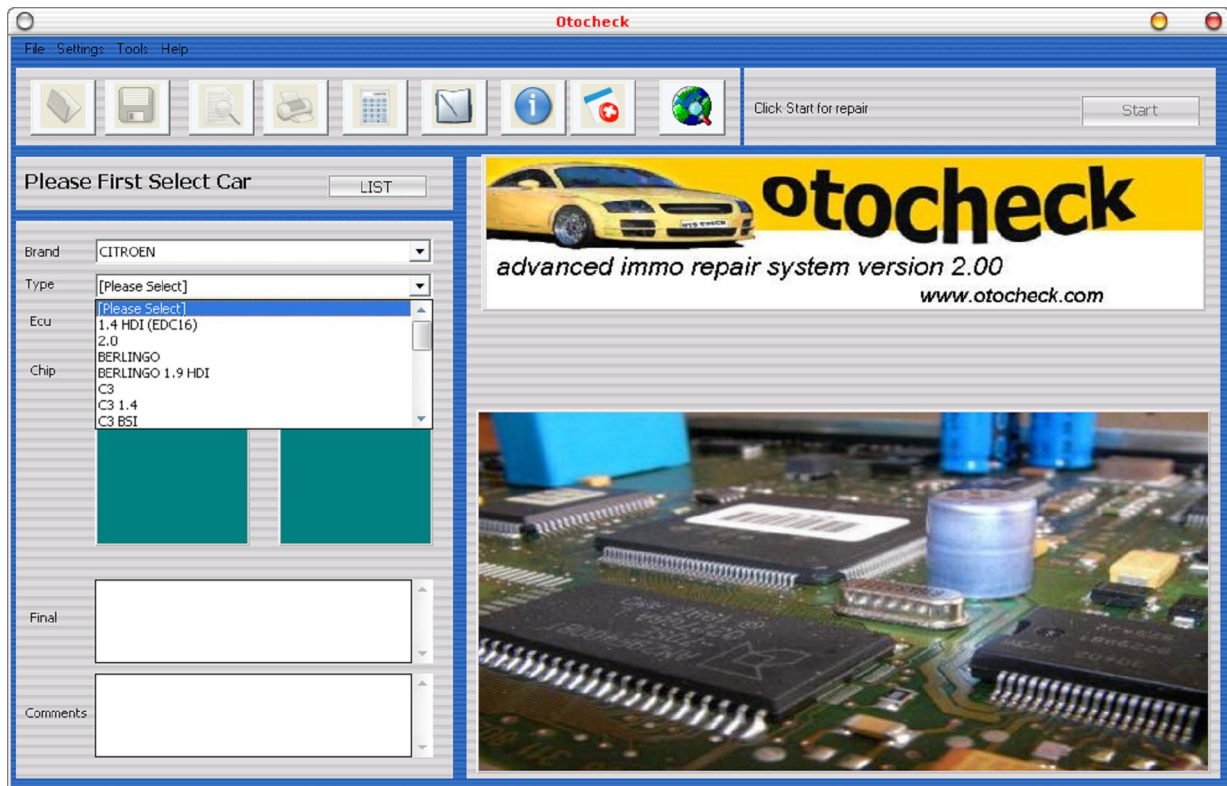 Otocheck
File Settings Tools Help
Click Start for repair
Start
Please First Select Car
LIST
Brand
CITROEN
Type
[Please Select]
[Please Select]
1.4 HDI (EDC16)
2.0
BERLINGO
BERLINGO 1.9 HDI
C3
C3 1.4
C3 BSI
Ecu
Chip
Final
Comments
otocheck
advanced immo repair system version 2.00
www.otocheck.com